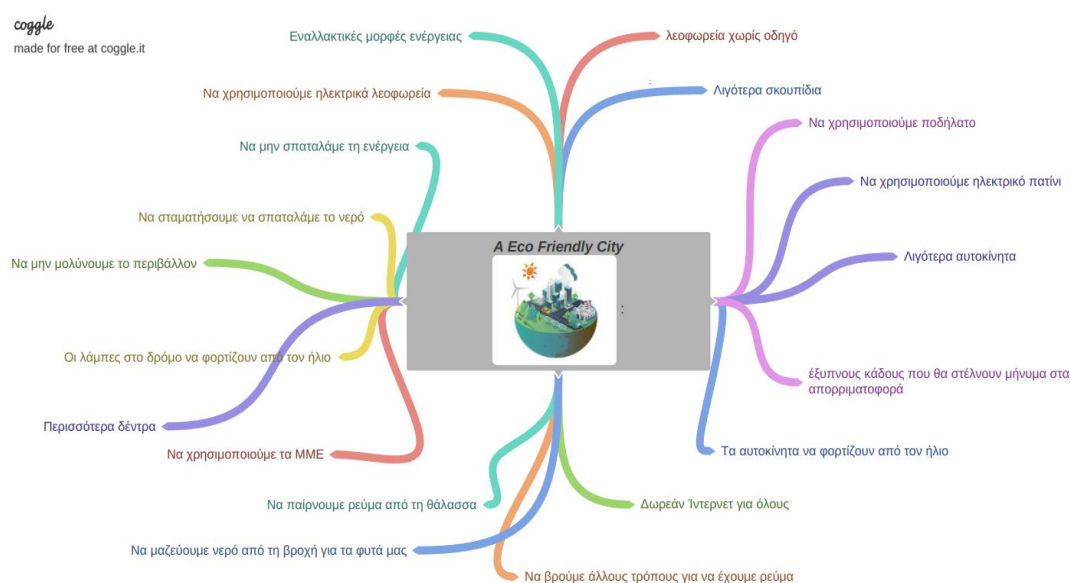 coggle
made for free at coggle.it
Εναλλακτικές μορφές ενέργειας
λεοφωρεία χωρίς οδηγό
Να χρησιμοποιούμε ηλεκτρικά λεοφωρεία
:
Λιγότερα σκουπίδια
Να χρησιμοποιούμε ποδήλατο
Να μην σπαταλάμε τη ενέργεια
Να χρησιμοποιούμε ηλεκτρικό πατίνι
Να σταματήσουμε να σπαταλάμε το νερό
A Eco Friendly City
:
Λιγότερα αυτοκίνητα
Να μην μολύνουμε το περιβάλλον
Οι λάμπες στο δρόμο να φορτίζουν από τον ήλιο
έξυπνους κάδους που θα στέλνουν μήνυμα στα
απορριματοφορά
Περισσότερα δέντρα
Να χρησιμοποιούμε τα ΜΜΕ
Τα αυτοκίνητα να φορτίζουν από τον ήλιο
Να παίρνουμε ρεύμα από τη θάλασσα
Δωρεάν Ίντερνετ για όλους
Να μαζεύουμε νερό από τη βροχή για τα φυτά μας
Να βρούμε άλλους τρόπους για να έχουμε ρεύμα